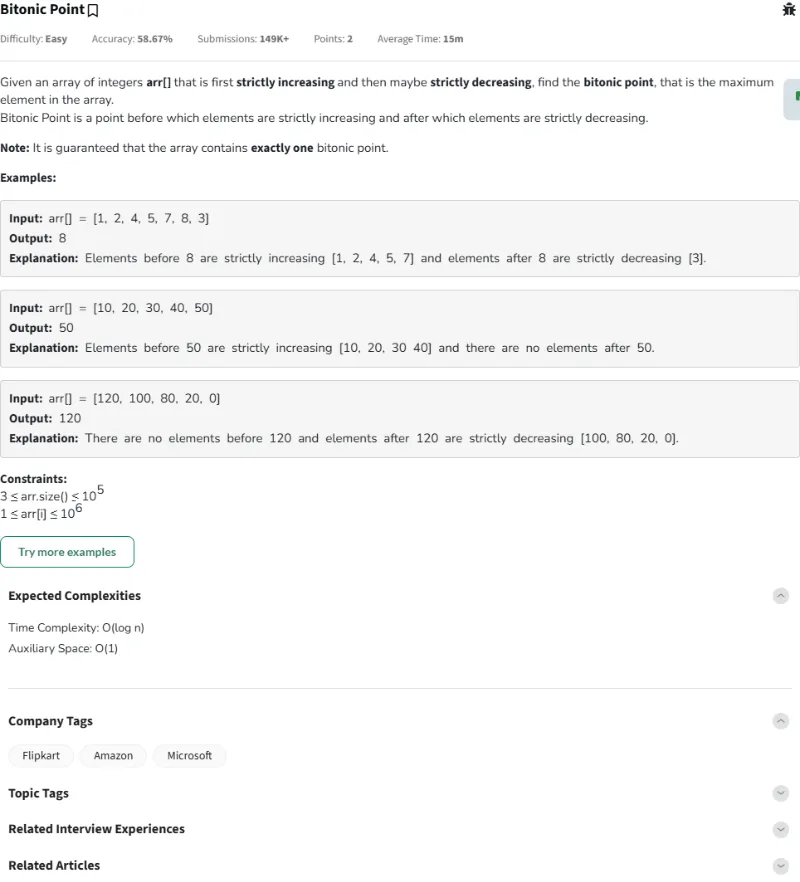 Bitonic Point
Difficulty: Easy Accuracy: 58.67% Submissions: 149K+ Points: 2 Average Time: 15m
Given an array of integers arr[] that is first strictly increasing and then maybe strictly decreasing, find the bitonic point, that is the maximum
element in the array.
Bitonic Point is a point before which elements are strictly increasing and after which elements are strictly decreasing.
Note: It is guaranteed that the array contains exactly one bitonic point.
Examples:
Input: arr[] = [1, 2, 4, 5, 7, 8, 3]
Output: 8
Explanation: Elements before 8 are strictly increasing [1, 2, 4, 5, 7] and elements after 8 are strictly decreasing [3].
Input: arr[] = [10, 20, 30, 40, 50]
Output: 50
Explanation: Elements before 50 are strictly increasing [10, 20, 30 40] and there are no elements after 50.
Input: arr[] = [120, 100, 80, 20, 0]
Output: 120
Explanation: There are no elements before 120 and elements after 120 are strictly decreasing [100, 80, 20, 0].
Constraints:
3 ≤ arr.size() ≤ 10⁵
1 ≤ arr[i] ≤ 10⁶
Try more examples
Expected Complexities
Time Complexity: O(log n)
Auxiliary Space: O(1)
Company Tags
Flipkart Amazon Microsoft
Topic Tags
Related Interview Experiences
Related Articles